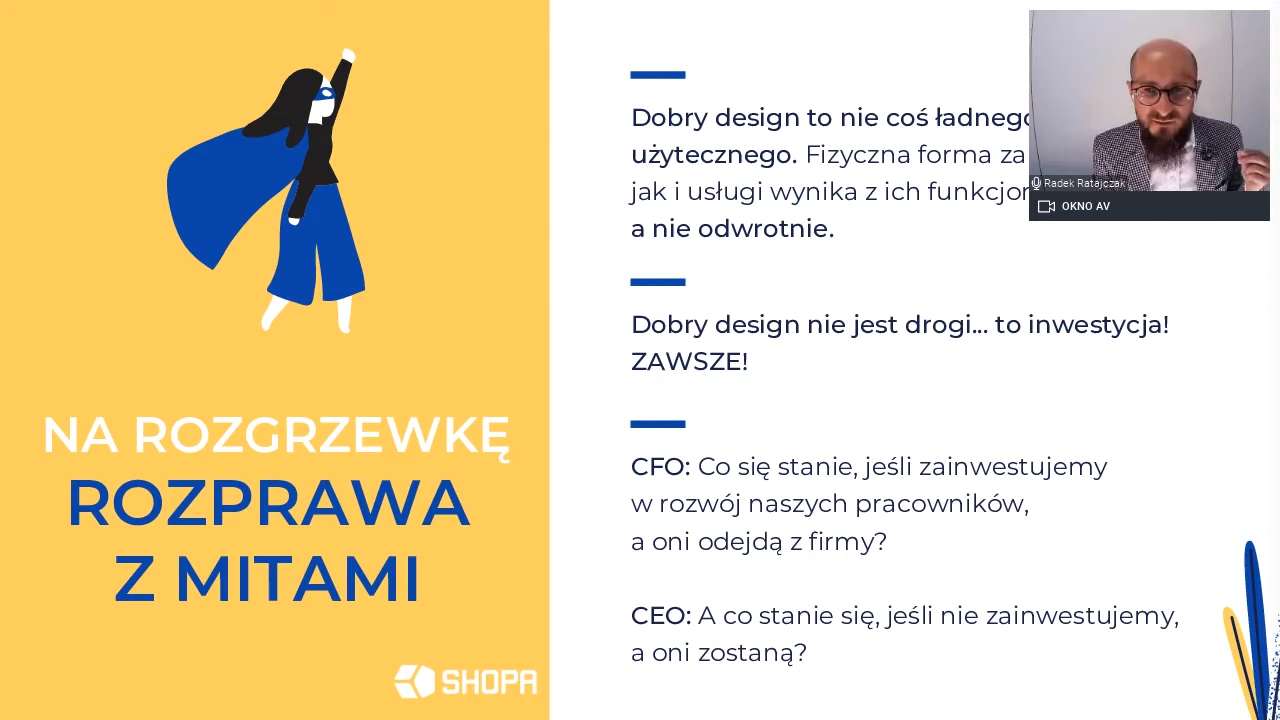 NA ROZGRZEWKĘ
ROZPRAWA
Z MITAMI
SHOPA
Dobry design to nie coś ładnego
użytecznego. Fizyczna forma za
jak i usługi wynika z ich funkcjon
a nie odwrotnie.
Dobry design nie jest drogi... to inwestycja!
ZAWSZE!
CFO: Co się stanie, jeśli zainwestujemy
w rozwój naszych pracowników,
a oni odejdą z firmy?
CEO: A co stanie się, jeśli nie zainwestujemy,
a oni zostaną?
Radek Ratajczak
OKNO AV